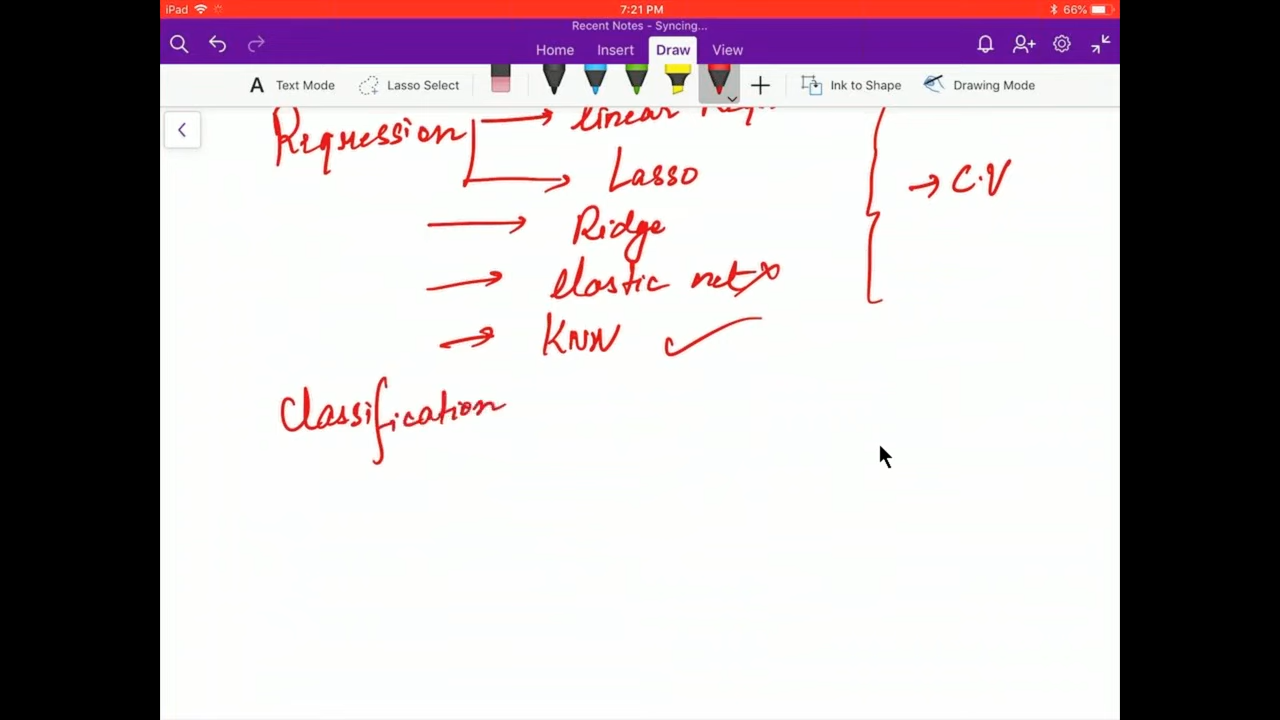 iPad 7:21 PM 66%
Recent Notes - Syncing...
Home Insert Draw View
A Text Mode Lasso Select Ink to Shape Drawing Mode
Regression → linear
→ Lasso → C.V
→ Ridge
→ elastic net
→ KNN ✓
Classification